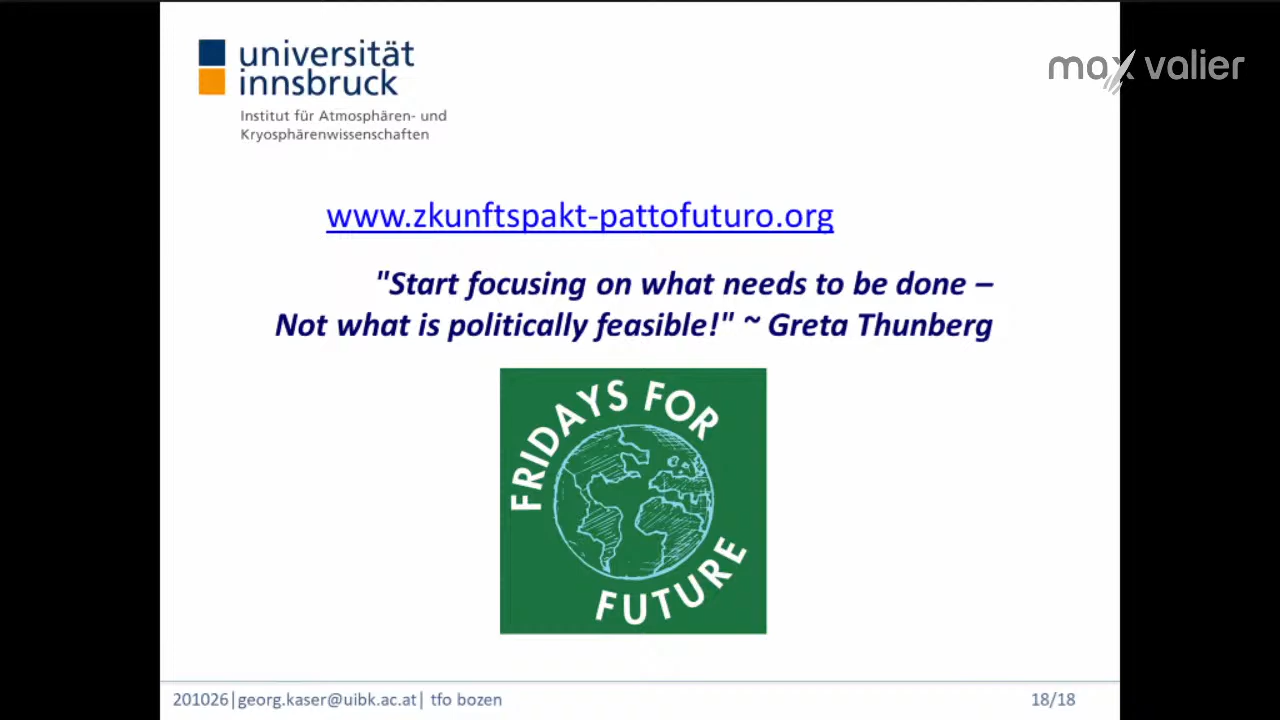 universität
innsbruck
Institut für Atmosphären- und
Kryosphärenwissenschaften
max valier
www.zkunftspakt-pattofuturo.org
"Start focusing on what needs to be done –
Not what is politically feasible!" ~ Greta Thunberg
FRIDAYS FOR
FUTURE
201026|georg.kaser@uibk.ac.at| tfo bozen
18/18